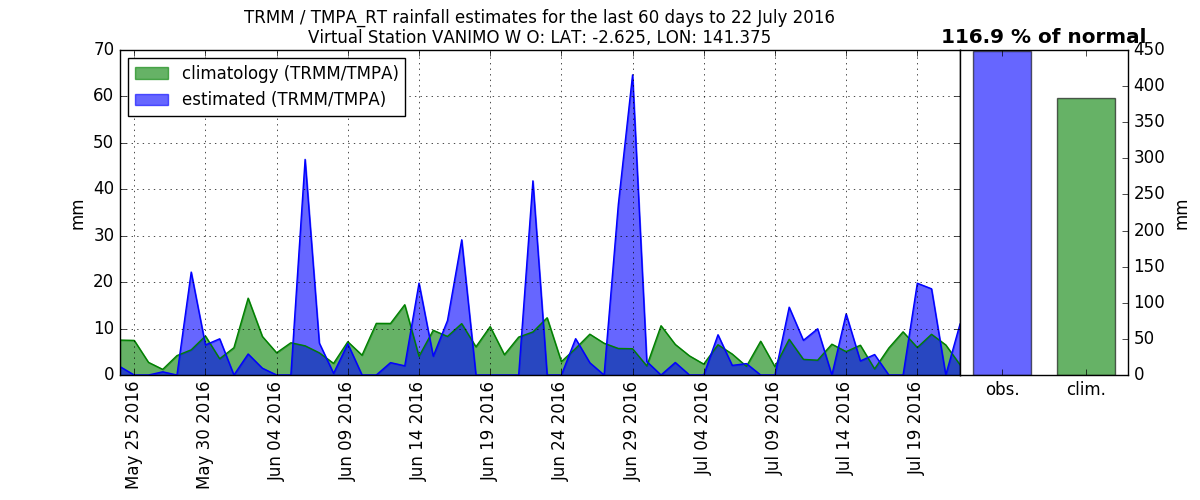 TRMM / TMPA_RT rainfall estimates for the last 60 days to 22 July 2016
Virtual Station VANIMO W O: LAT: -2.625, LON: 141.375
116.9 % of normal
climatology (TRMM/TMPA)
estimated (TRMM/TMPA)
mm
70
60
50
40
30
20
10
0
May 25 2016
May 30 2016
Jun 04 2016
Jun 09 2016
Jun 14 2016
Jun 19 2016
Jun 24 2016
Jun 29 2016
Jul 04 2016
Jul 09 2016
Jul 14 2016
Jul 19 2016
obs.
clim.
450
400
350
300
250
200
150
100
50
0
mm